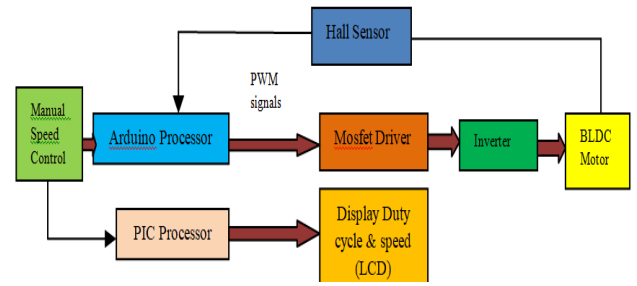 Hall Sensor
PWM
signals
Manual
Speed
Control
Arduino Processor
Mosfet Driver
Inverter
BLDC
Motor
PIC Processor
Display Duty
cycle & speed
(LCD)